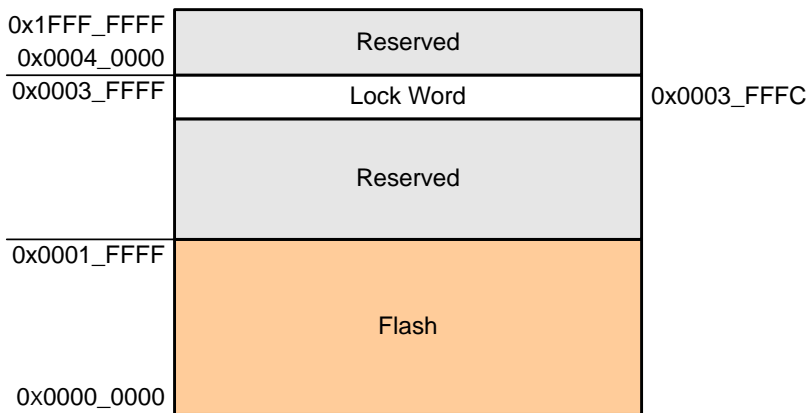 0x1FFF_FFFF
Reserved
0x0004_0000
0x0003_FFFF
Lock Word
0x0003_FFFC
Reserved
0x0001_FFFF
Flash
0x0000_0000